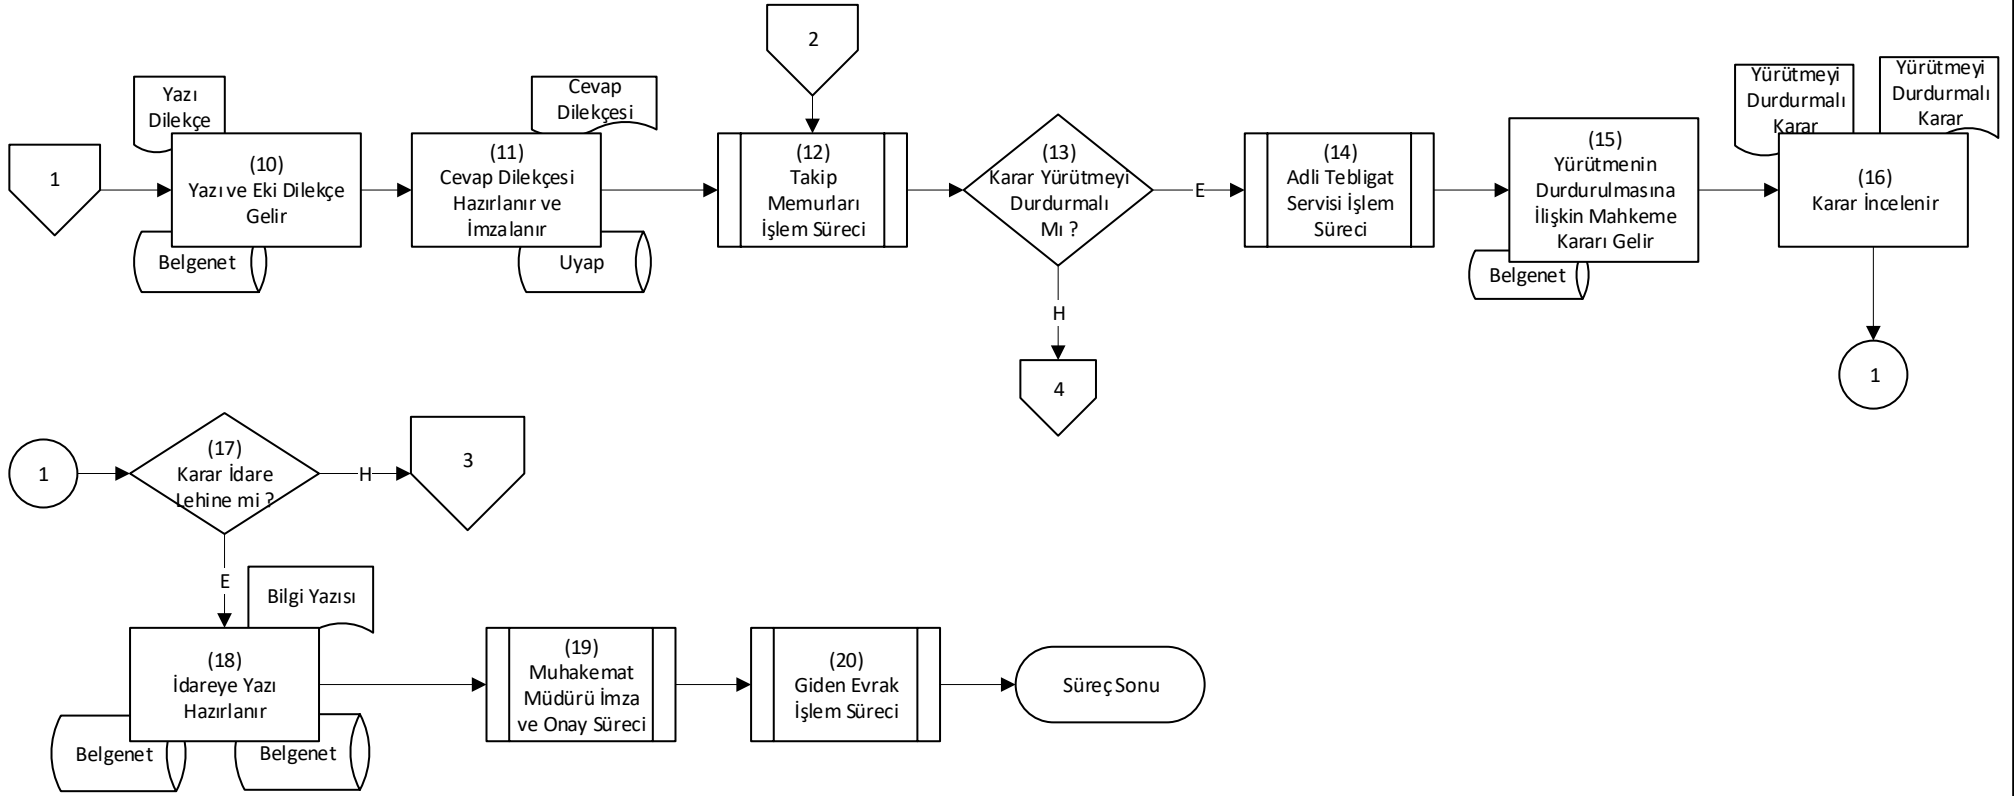 2
Yazı
Dilekçe
Cevap
Dilekçesi
Yürütmeyi
Durdurmalı
Karar
Yürütmeyi
Durdurmalı
Karar
1
(10)
Yazı ve Eki Dilekçe
Gelir
Belgenet
(11)
Cevap Dilekçesi
Hazırlanır ve
İmzalanır
Uyap
(12)
Takip
Memurları
İşlem Süreci
(13)
Karar Yürütmeyi
Durdurmalı
Mı ?
E
H
4
(14)
Adli Tebligat
Servisi İşlem
Süreci
(15)
Yürütmenin
Durdurulmasına
İlişkin Mahkeme
Kararı Gelir
Belgenet
(16)
Karar İncelenir
1
1
(17)
Karar İdare
Lehine mi ?
H
3
E
Bilgi Yazısı
(18)
İdareye Yazı
Hazırlanır
Belgenet
Belgenet
(19)
Muhakemat
Müdürü İmza
ve Onay Süreci
(20)
Giden Evrak
İşlem Süreci
Süreç Sonu